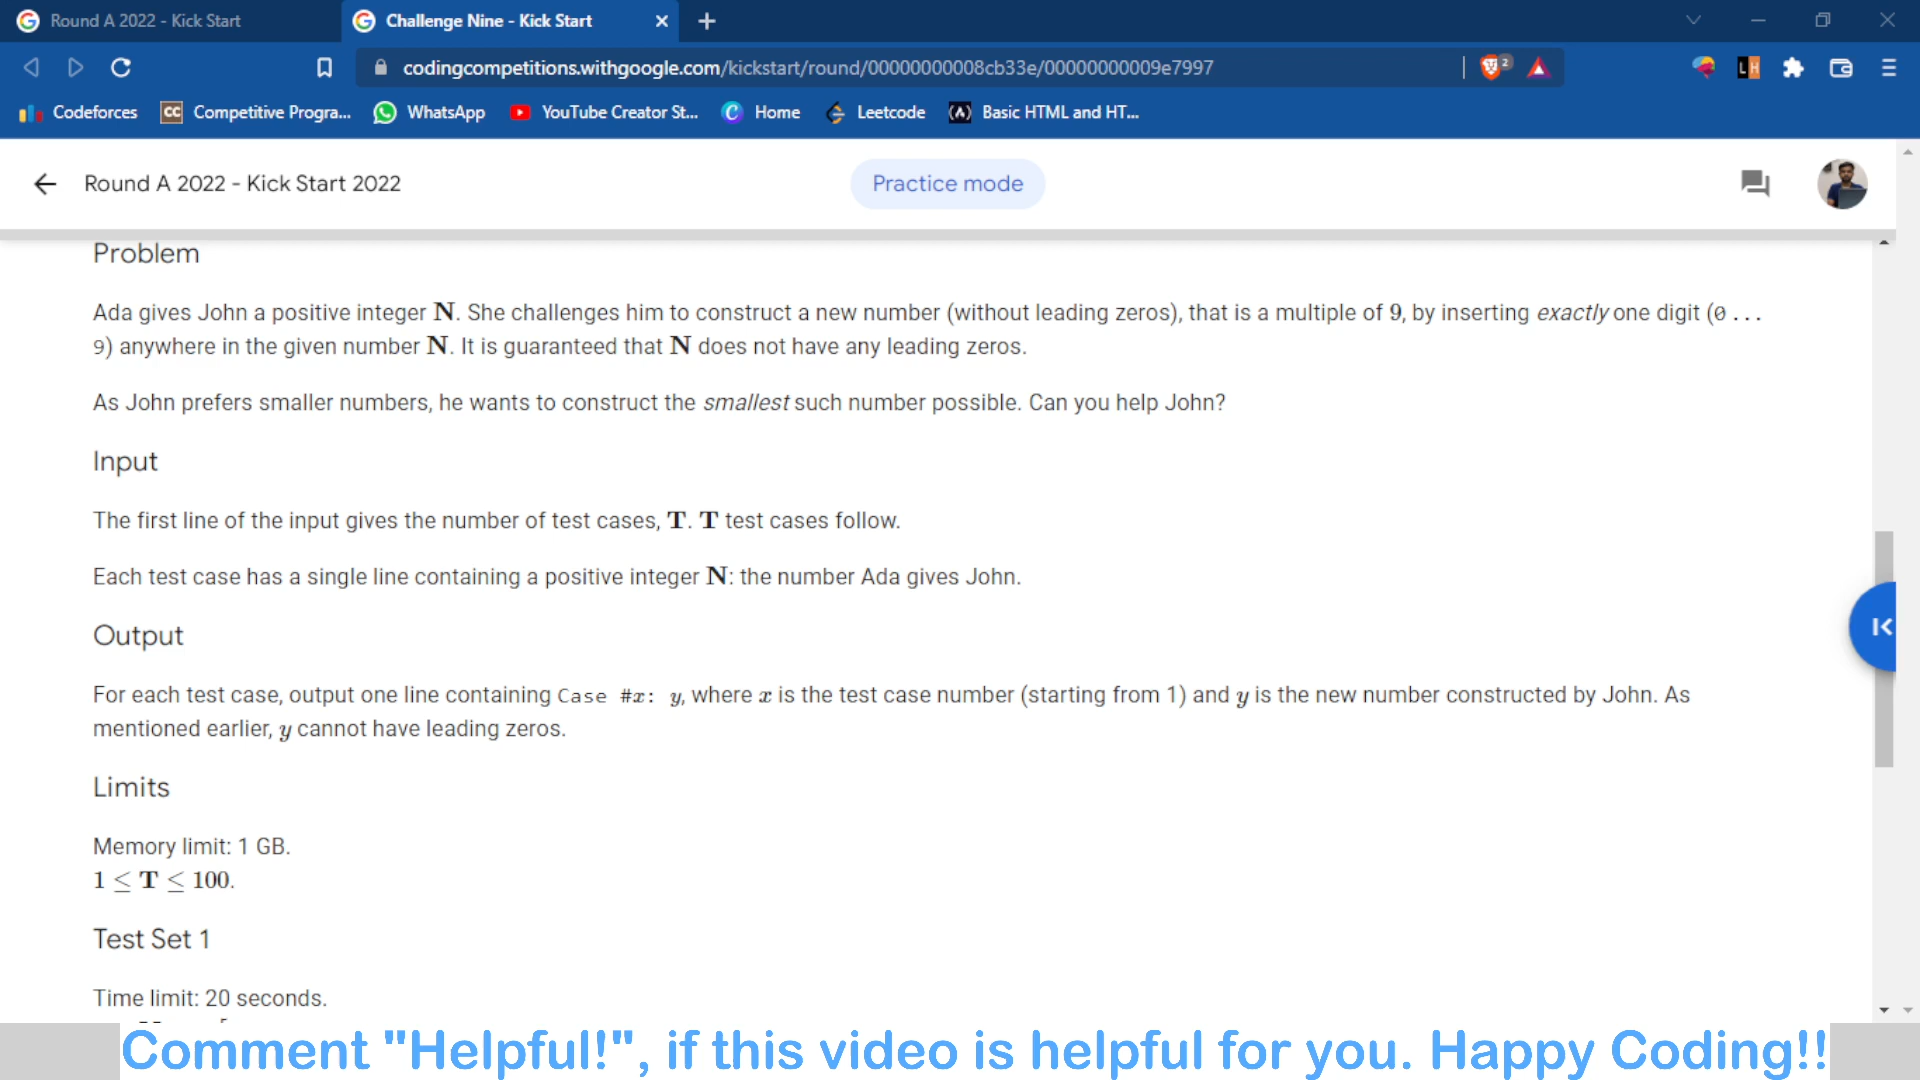 Round A 2022 - Kick Start
Challenge Nine - Kick Start
codingcompetitions.withgoogle.com/kickstart/round/00000000008cb33e/00000000009e7997
2
LH
Codeforces
CC
Competitive Progra...
WhatsApp
YouTube Creator St...
Home
Leetcode
Basic HTML and HT...
Round A 2022 - Kick Start 2022
Practice mode
Problem
Ada gives John a positive integer N. She challenges him to construct a new number (without leading zeros), that is a multiple of 9, by inserting exactly one digit (0 ...
9) anywhere in the given number N. It is guaranteed that N does not have any leading zeros.
As John prefers smaller numbers, he wants to construct the smallest such number possible. Can you help John?
Input
The first line of the input gives the number of test cases, T. T test cases follow.
Each test case has a single line containing a positive integer N: the number Ada gives John.
Output
For each test case, output one line containing Case #x: y, where x is the test case number (starting from 1) and y is the new number constructed by John. As
mentioned earlier, y cannot have leading zeros.
Limits
Memory limit: 1 GB.
1 ≤ T ≤ 100.
Test Set 1
Time limit: 20 seconds.
Comment "Helpful!", if this video is helpful for you. Happy Coding!!